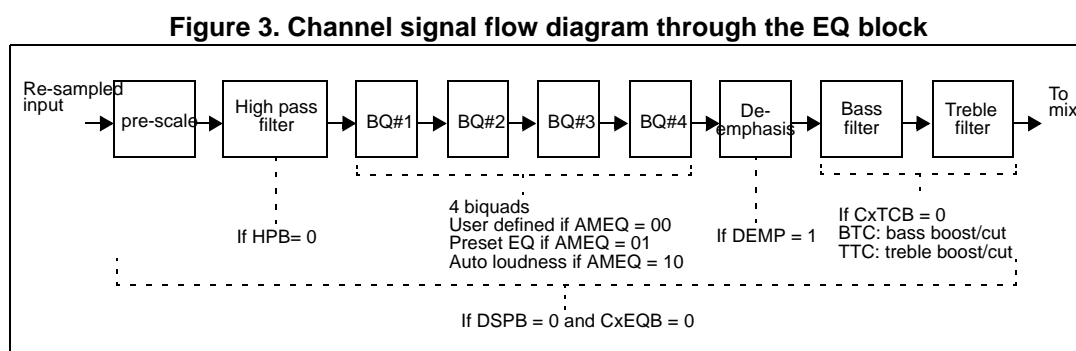 Figure 3. Channel signal flow diagram through the EQ block
Re-sampled
input
pre-scale
High pass
filter
BQ#1
BQ#2
BQ#3
BQ#4
De-
emphasis
Bass
filter
Treble
filter
To
mix
If HPB= 0
4 biquads
User defined if AMEQ = 00
Preset EQ if AMEQ = 01
Auto loudness if AMEQ = 10
If DEMP = 1
If CxTCB = 0
BTC: bass boost/cut
TTC: treble boost/cut
If DSPB = 0 and CxEQB = 0